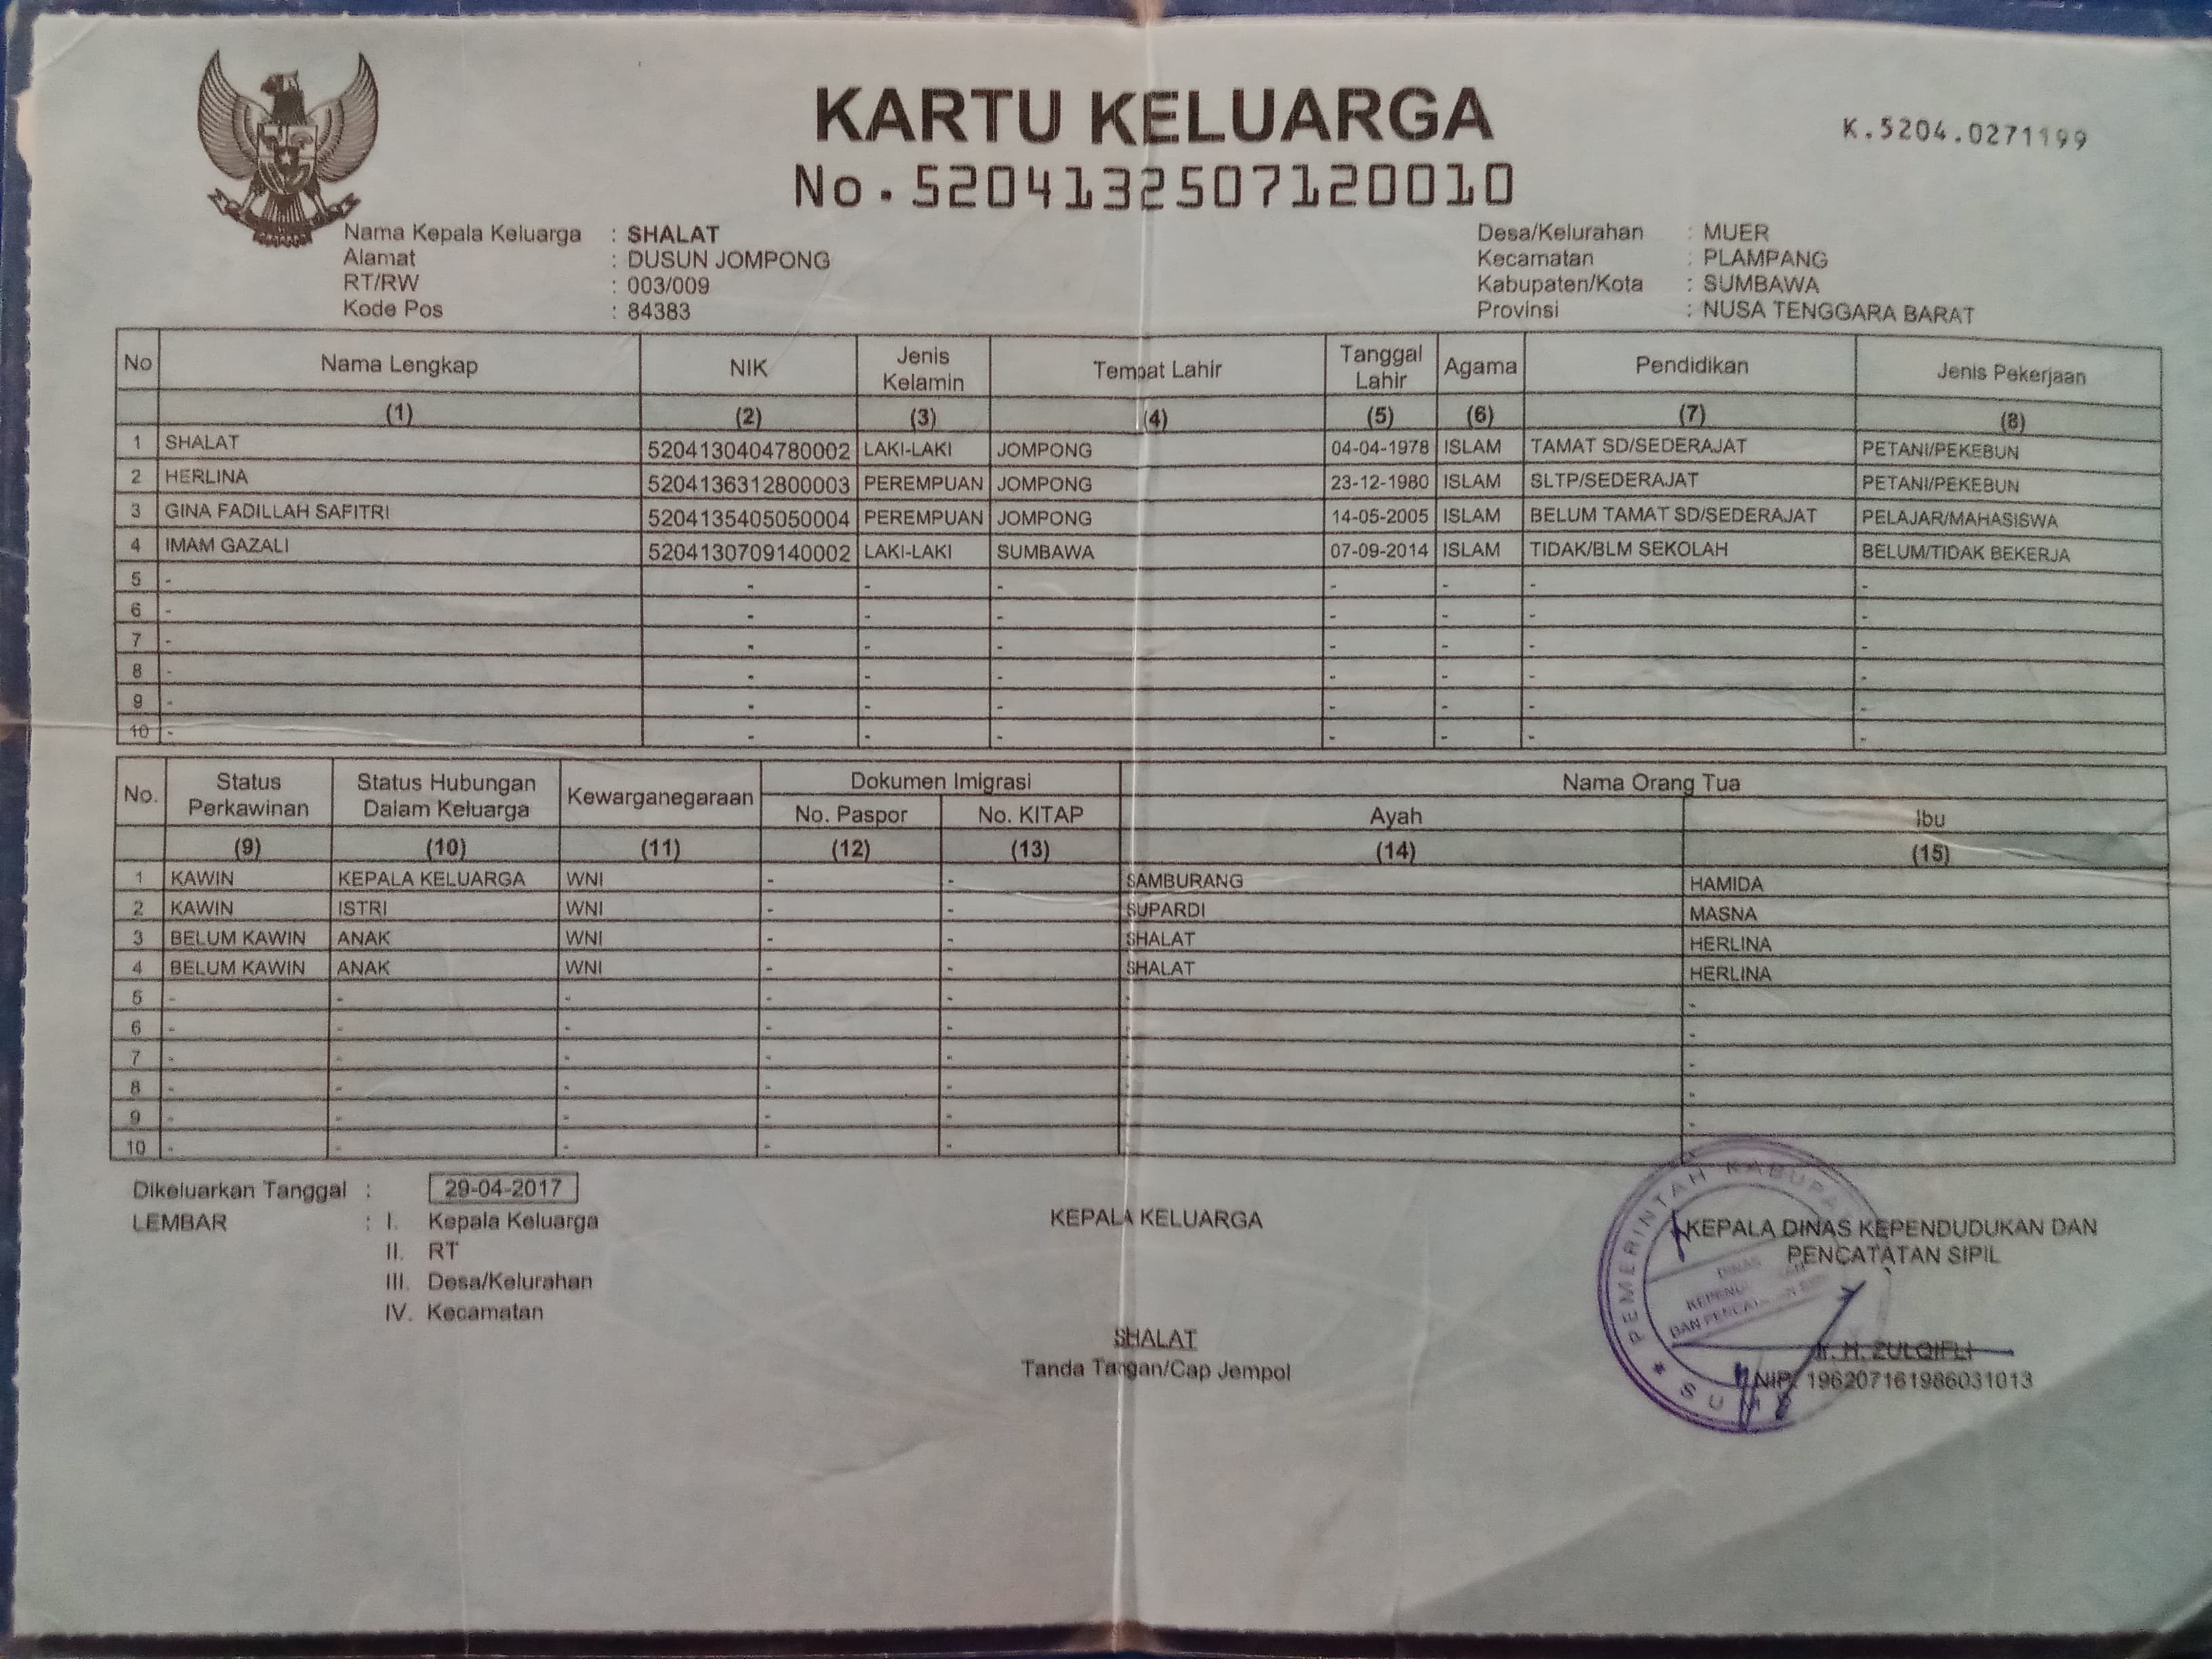 KARTU KELUARGA
No.5204132507120010
K.5204.0271199
Nama Kepala Keluarga : SHALAT
Alamat : DUSUN JOMPONG
RT/RW : 003/009
Kode Pos : 84383
Desa/Kelurahan : MUER
Kecamatan : PLAMPANG
Kabupaten/Kota : SUMBAWA
Provinsi : NUSA TENGGARA BARAT
No Nama Lengkap NIK Jenis Kelamin Tempat Lahir Tanggal Lahir Agama Pendidikan Jenis Pekerjaan
(1) (2) (3) (4) (5) (6) (7) (8)
1 SHALAT 5204130404780002 LAKI-LAKI JOMPONG 04-04-1978 ISLAM TAMAT SD/SEDERAJAT PETANI/PEKEBUN
2 HERLINA 5204136312800003 PEREMPUAN JOMPONG 23-12-1980 ISLAM SLTP/SEDERAJAT PETANI/PEKEBUN
3 GINA FADILLAH SAFITRI 5204135405050004 PEREMPUAN JOMPONG 14-05-2005 ISLAM BELUM TAMAT SD/SEDERAJAT PELAJAR/MAHASISWA
4 IMAM GAZALI 5204130709140002 LAKI-LAKI SUMBAWA 07-09-2014 ISLAM TIDAK/BLM SEKOLAH BELUM/TIDAK BEKERJA
5 - - - - - - - -
6 - - - - - - - -
7 - - - - - - - -
8 - - - - - - - -
9 - - - - - - - -
10 - - - - - - - -
No. Status Perkawinan Status Hubungan Dalam Keluarga Kewarganegaraan Dokumen Imigrasi Nama Orang Tua
No. Paspor No. KITAP Ayah Ibu
(9) (10) (11) (12) (13) (14) (15)
1 KAWIN KEPALA KELUARGA WNI - - SAMBURANG HAMIDA
2 KAWIN ISTRI WNI - - SUPARDI MASNA
3 BELUM KAWIN ANAK WNI - - SHALAT HERLINA
4 BELUM KAWIN ANAK WNI - - SHALAT HERLINA
5 - - - - - - -
6 - - - - - - -
7 - - - - - - -
8 - - - - - - -
9 - - - - - - -
10 - - - - - - -
Dikeluarkan Tanggal : 29-04-2017
LEMBAR : I. Kepala Keluarga
II. RT
III. Desa/Kelurahan
IV. Kecamatan
KEPALA KELUARGA
SHALAT
Tanda Tangan/Cap Jempol
KEPALA DINAS KEPENDUDUKAN DAN
PENCATATAN SIPIL
Ir. H. ZULQIFLI
NIP. 196207161986031013
PEMERINTAH
DINAS